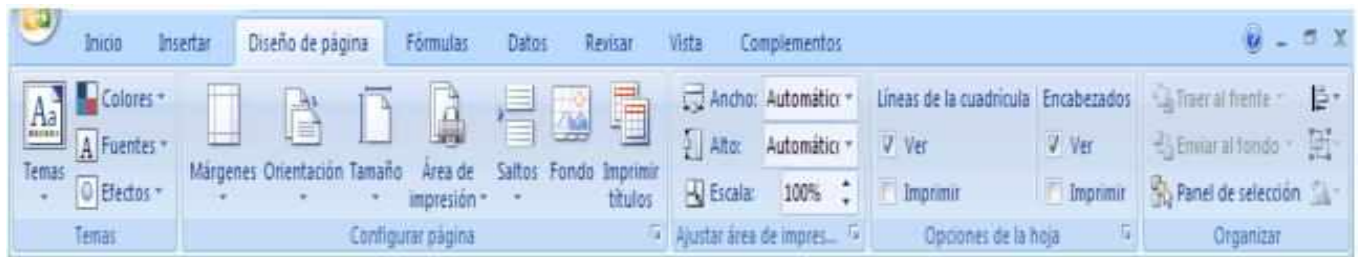 Inicio Insertar Diseño de página Fórmulas Datos Revisar Vista Complementos
Aa
Temas
Colores
A Fuentes
Efectos
Temas
Márgenes Orientación Tamaño Área de impresión Saltos Fondo Imprimir títulos
Configurar página
Ancho: Automátic
Alto: Automátic
Escala: 100%
Ajustar área de impres...
Líneas de la cuadrícula
Ver
Imprimir
Encabezados
Ver
Imprimir
Opciones de la hoja
Traer al frente
Enviar al fondo
Panel de selección
Organizar